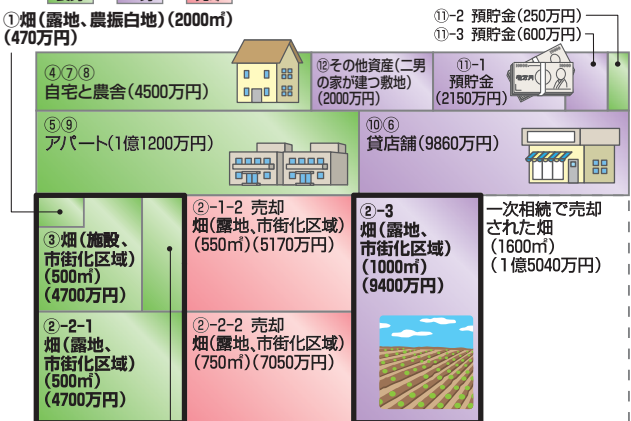 ①畑(露地、農振白地)(2000㎡)
(470万円)
⑪-2 預貯金(250万円)
⑪-3 預貯金(600万円)
④⑦⑧
自宅と農舎(4500万円)
⑫その他資産(二男
の家が建つ敷地)
(2000万円)
⑪-1
預貯金
(2150万円)
⑤⑨
アパート(1億1200万円)
⑩⑥
貸店舗(9860万円)
③畑(施設、
市街化区域)
(500㎡)
(4700万円)
②-1-2 売却
畑(露地、市街化区域)
(550㎡)(5170万円)
②-3
畑(露地、
市街化区域)
(1000㎡)
(9400万円)
一次相続で売却
された畑
(1600㎡)
(1億5040万円)
②-2-1
畑(露地、
市街化区域)
(500㎡)
(4700万円)
②-2-2 売却
畑(露地、市街化区域)
(750㎡)(7050万円)